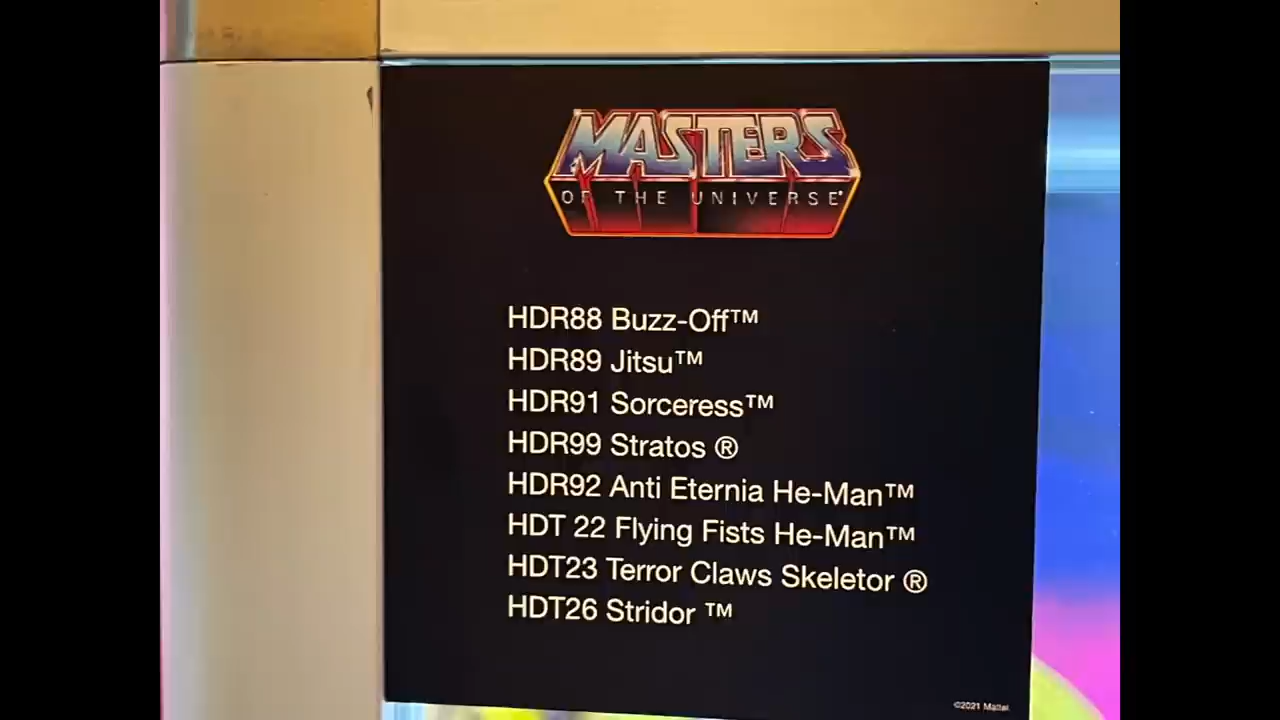 MASTERS
OF THE UNIVERSE®
HDR88 Buzz-Off™
HDR89 Jitsu™
HDR91 Sorceress™
HDR99 Stratos ®
HDR92 Anti Eternia He-Man™
HDT 22 Flying Fists He-Man™
HDT23 Terror Claws Skeletor ®
HDT26 Stridor ™
©2021 Mattel